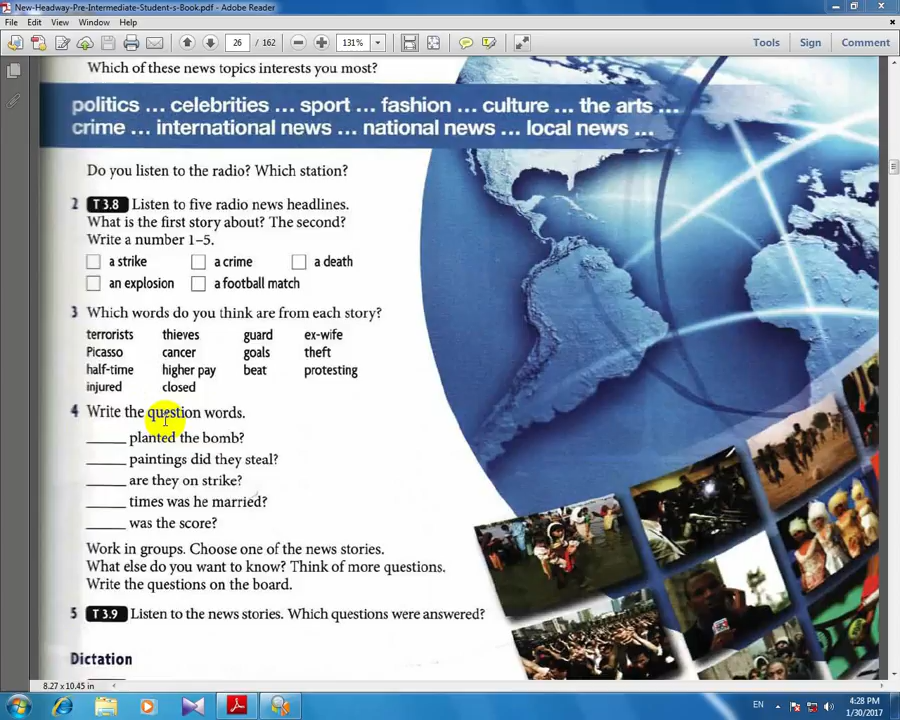 New-Headway-Pre-Intermediate-Student-s-Book.pdf - Adobe Reader
File Edit View Window Help
26 / 162 131% Tools Sign Comment
Which of these news topics interests you most?
politics ... celebrities ... sport ... fashion ... culture ... the arts ...
crime ... international news ... national news ... local news ...
Do you listen to the radio? Which station?
2 T 3.8 Listen to five radio news headlines.
What is the first story about? The second?
Write a number 1–5.
a strike a crime a death
an explosion a football match
3 Which words do you think are from each story?
terrorists thieves guard ex-wife
Picasso cancer goals theft
half-time higher pay beat protesting
injured closed
4 Write the question words.
_____ planted the bomb?
_____ paintings did they steal?
_____ are they on strike?
_____ times was he married?
_____ was the score?
Work in groups. Choose one of the news stories.
What else do you want to know? Think of more questions.
Write the questions on the board.
5 T 3.9 Listen to the news stories. Which questions were answered?
Dictation
8.27 x 10.45 in
EN 4:28 PM
1/30/2017